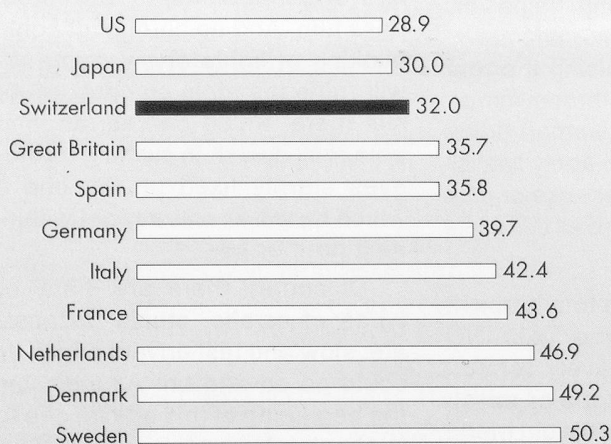 US 28.9
Japan 30.0
Switzerland 32.0
Great Britain 35.7
Spain 35.8
Germany 39.7
Italy 42.4
France 43.6
Netherlands 46.9
Denmark 49.2
Sweden 50.3